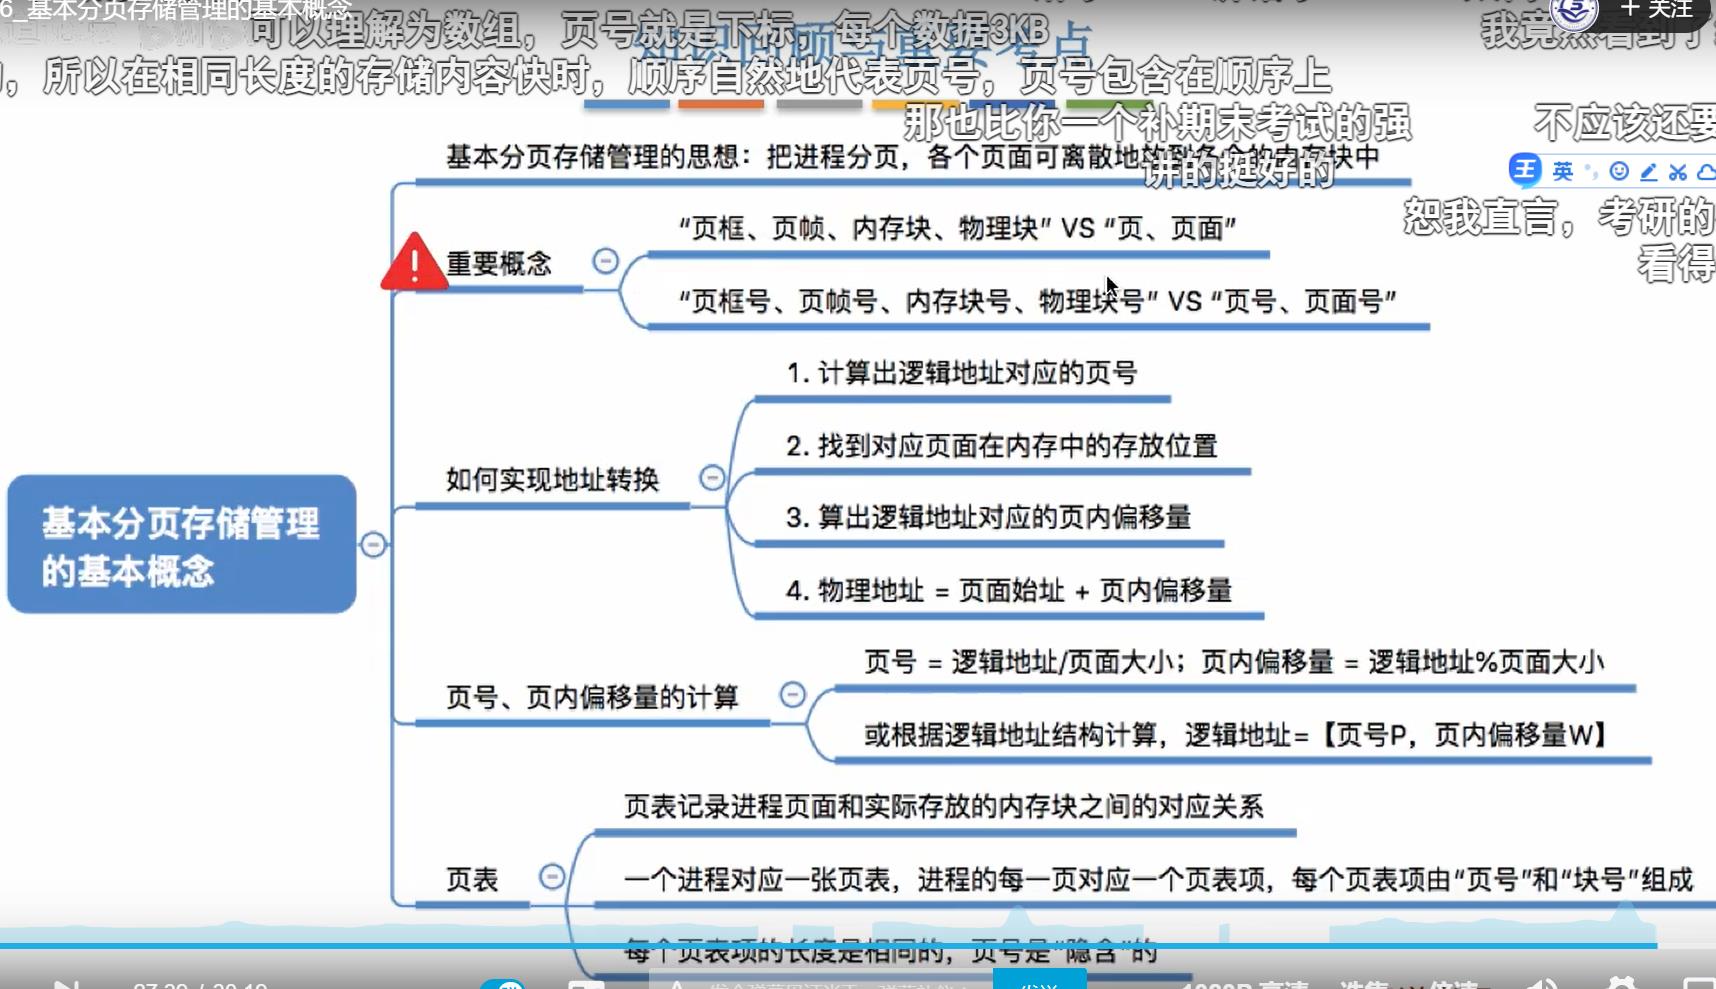 6_基本分页存储管理的基本概念
可以理解为数组，页号就是下标，每个数据3KB
我竟然看到了
，所以在相同长度的存储内容快时，顺序自然地代表页号，页号包含在顺序上
那也比你一个补期末考试的强
不应该还要
讲的挺好的
恕我直言，考研的
看得
+ 关注
英
知识回顾与重要考点
基本分页存储管理的思想：把进程分页，各个页面可离散地放到各个的内存块中
重要概念
“页框、页帧、内存块、物理块” VS “页、页面”
“页框号、页帧号、内存块号、物理块号” VS “页号、页面号”
基本分页存储管理
的基本概念
如何实现地址转换
1. 计算出逻辑地址对应的页号
2. 找到对应页面在内存中的存放位置
3. 算出逻辑地址对应的页内偏移量
4. 物理地址 = 页面始址 + 页内偏移量
页号、页内偏移量的计算
页号 = 逻辑地址/页面大小；页内偏移量 = 逻辑地址%页面大小
或根据逻辑地址结构计算，逻辑地址=【页号P，页内偏移量W】
页表
页表记录进程页面和实际存放的内存块之间的对应关系
一个进程对应一张页表，进程的每一页对应一个页表项，每个页表项由“页号”和“块号”组成
每个页表项的长度是相同的，页号是“隐含”的
1080P 高清
选集
倍速
发送